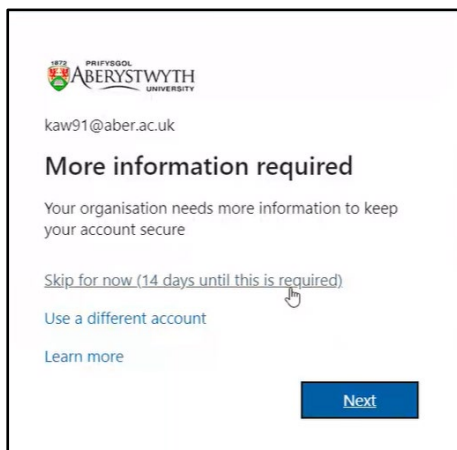 1872 PRIFYSGOL
ABERYSTWYTH
UNIVERSITY
kaw91@aber.ac.uk
More information required
Your organisation needs more information to keep
your account secure
Skip for now (14 days until this is required)
Use a different account
Learn more
Next